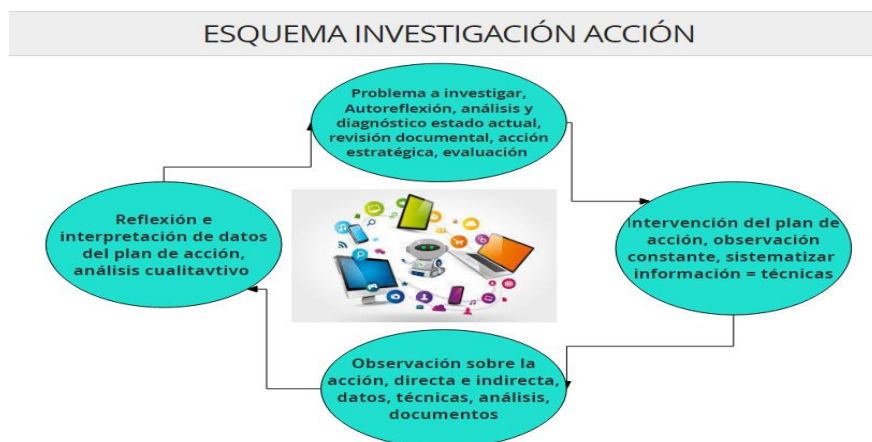 ESQUEMA INVESTIGACIÓN ACCIÓN
Problema a investigar,
Autoreflexión, análisis y
diagnóstico estado actual,
revisión documental, acción
estratégica, evaluación
Intervención del plan de
acción, observación
constante, sistematizar
información = técnicas
Observación sobre la
acción, directa e indirecta,
datos, técnicas, análisis,
documentos
Reflexión e
interpretación de datos
del plan de acción,
análisis cualitavtivo